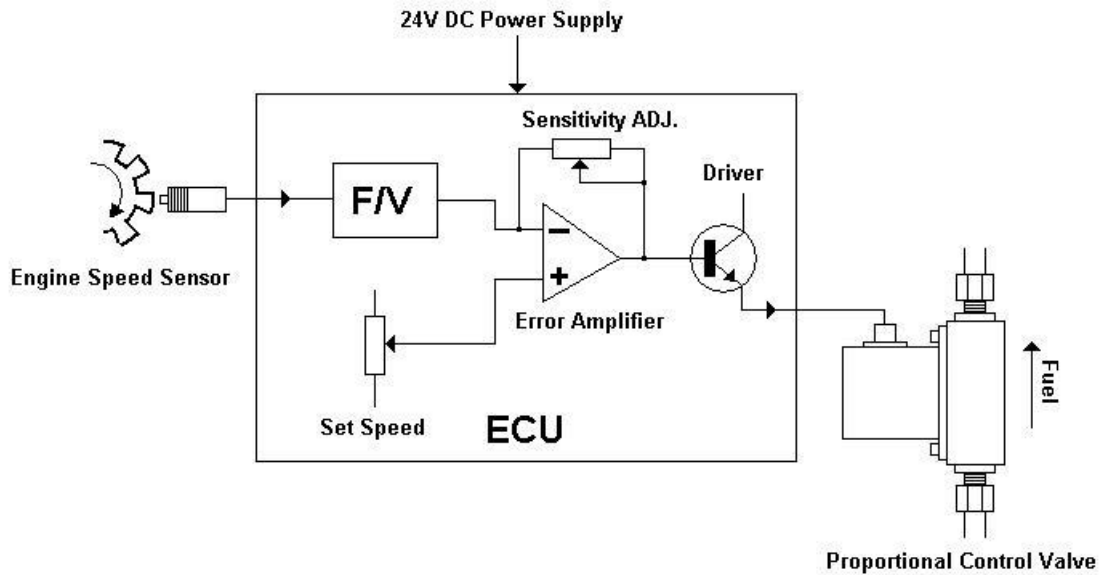 24V DC Power Supply
Sensitivity ADJ.
F/V
Driver
Engine Speed Sensor
Error Amplifier
Set Speed
ECU
Fuel
Proportional Control Valve